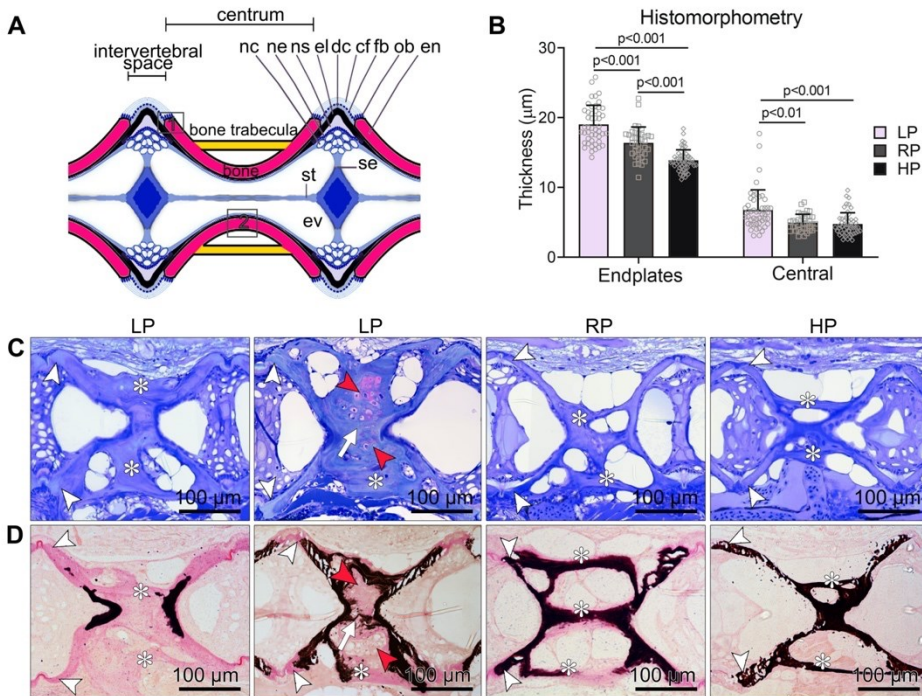 A
centrum
intervertebral
space
nc ne ns el dc cf fb ob en
1
bone trabecula
bone
se
st
2
ev
B
Histomorphometry
Thickness (µm)
30
20
10
0
p<0.001
p<0.001
p<0.001
p<0.001
p<0.01
LP
RP
HP
Endplates
Central
LP
LP
RP
HP
C
*
*
100 µm
*
100 µm
*
*
100 µm
*
*
100 µm
D
*
*
100 µm
*
100 µm
*
*
*
100 µm
*
*
100 µm